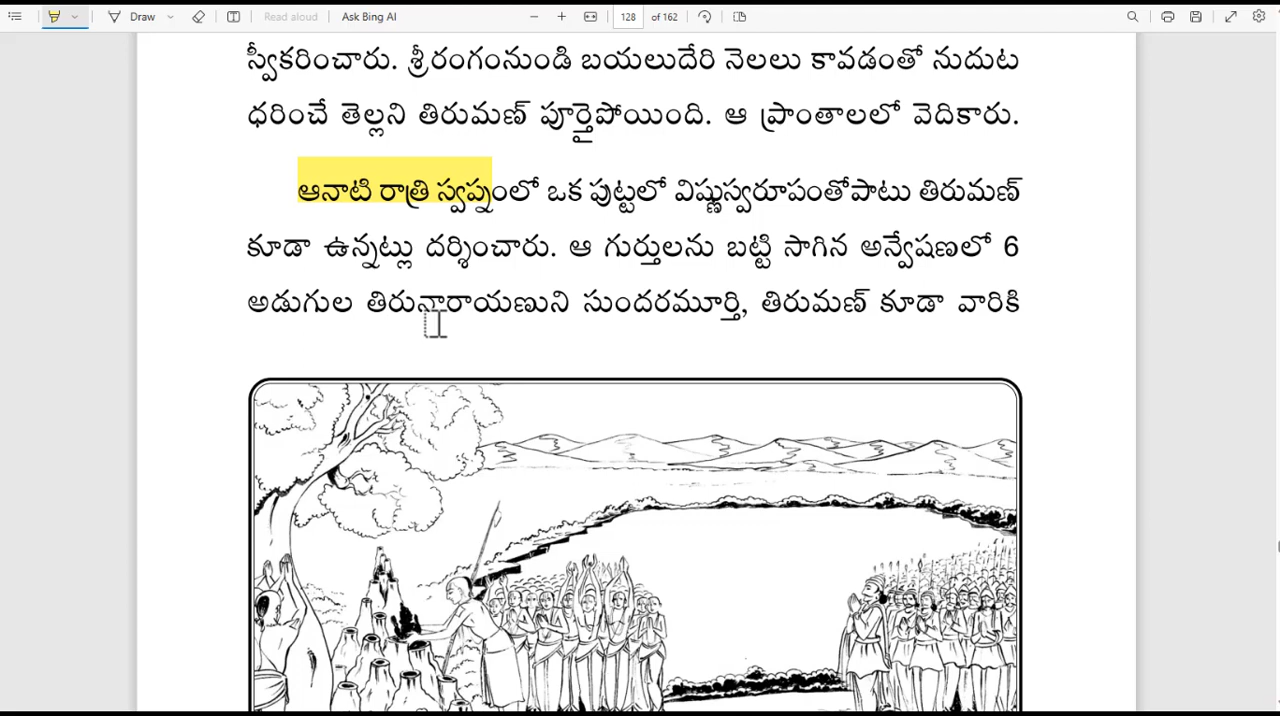 Draw
Read aloud
Ask Bing AI
128
of 162
స్వీకరించారు. శ్రీరంగంనుండి బయలుదేరి నెలలు కావడంతో నుదుట
ధరించే తెల్లని తిరుమణ్ పూర్తైపోయింది. ఆ ప్రాంతాలలో వెదికారు.
ఆనాటి రాత్రి స్వప్నంలో ఒక పుట్టలో విష్ణుస్వరూపంతోపాటు తిరుమణ్
కూడా ఉన్నట్లు దర్శించారు. ఆ గుర్తులను బట్టి సాగిన అన్వేషణలో 6
అడుగుల తిరునారాయణుని సుందరమూర్తి, తిరుమణ్ కూడా వారికి